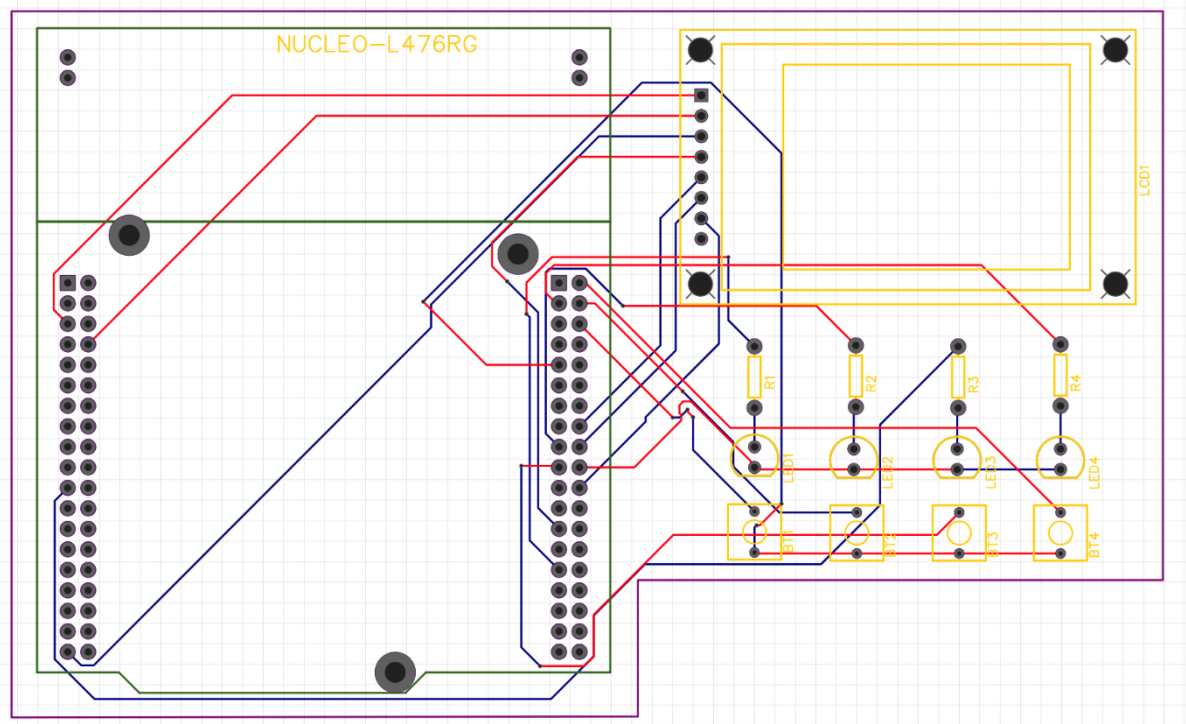 NUCLEO-L476RG
LCD1
R1
R2
R3
R4
LED1
LED2
LED3
LED4
BT1
BT2
BT3
BT4